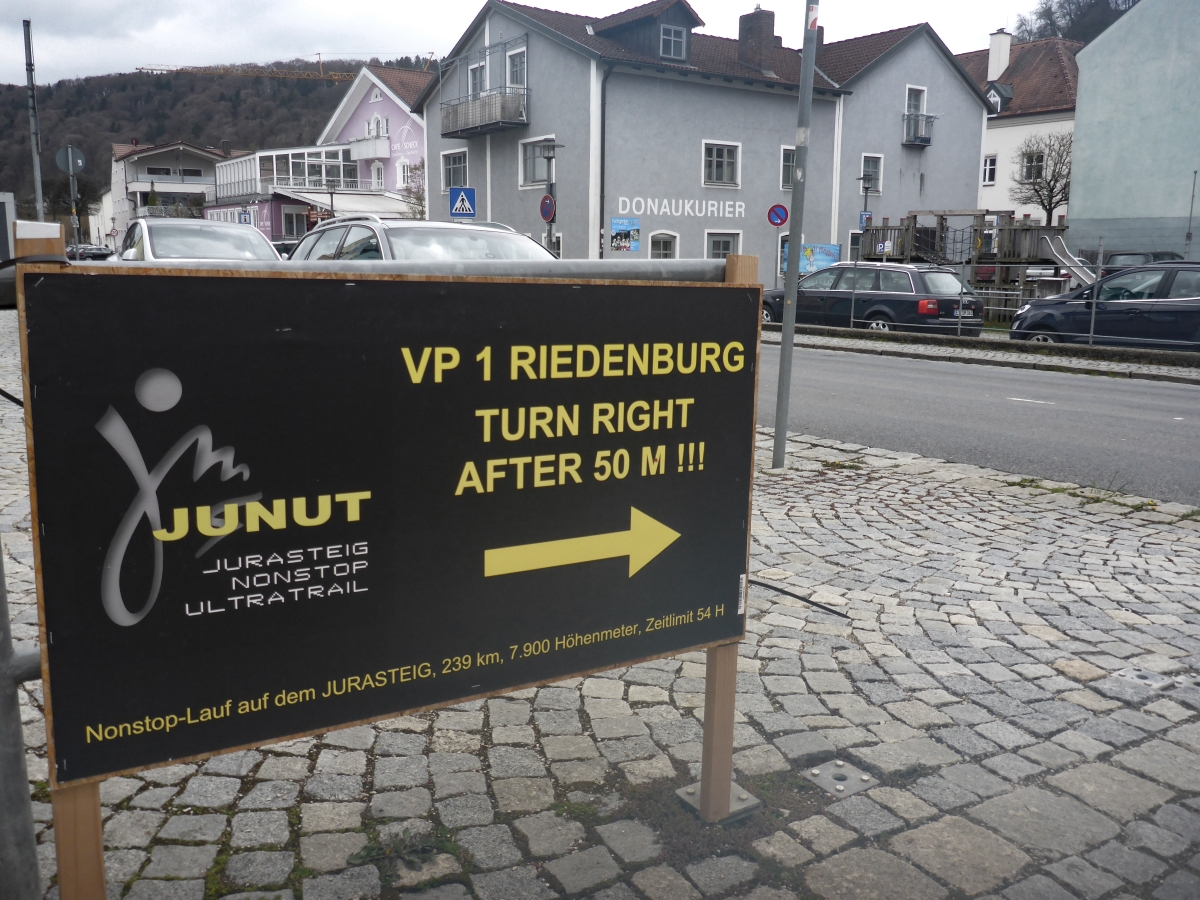 DONAUKURIER
VP 1 RIEDENBURG
TURN RIGHT
AFTER 50 M !!!
JUNUT
JURASTEIG
NONSTOP
ULTRATRAIL
Nonstop-Lauf auf dem JURASTEIG, 239 km, 7.900 Höhenmeter, Zeitlimit 54 H